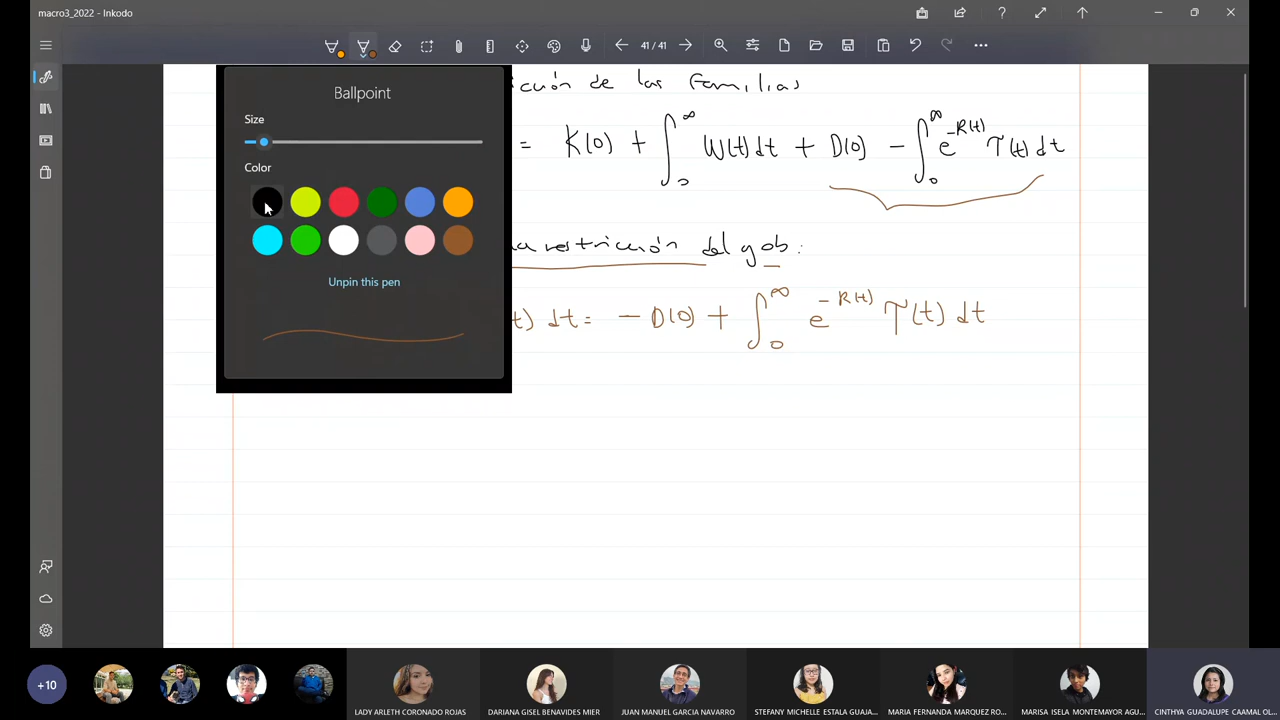 macro3_2022 - Inkodo
41 / 41
Ballpoint
Size
Color
Unpin this pen
ición de las familias
= K(0) + ∫₀^∞ W(t)dt + D(0) - ∫₀^∞ e^-R(t) T(t) dt
la restricción del gob:
t) dt = - D(0) + ∫₀^∞ e^-R(t) T(t) dt
+10
LADY ARLETH CORONADO ROJAS
DARIANA GISEL BENAVIDES MIER
JUAN MANUEL GARCIA NAVARRO
STEFANY MICHELLE ESTALA GUAJA...
MARIA FERNANDA MARQUEZ RO...
MARISA ISELA MONTEMAYOR AGU...
CINTHYA GUADALUPE CAAMAL OL...